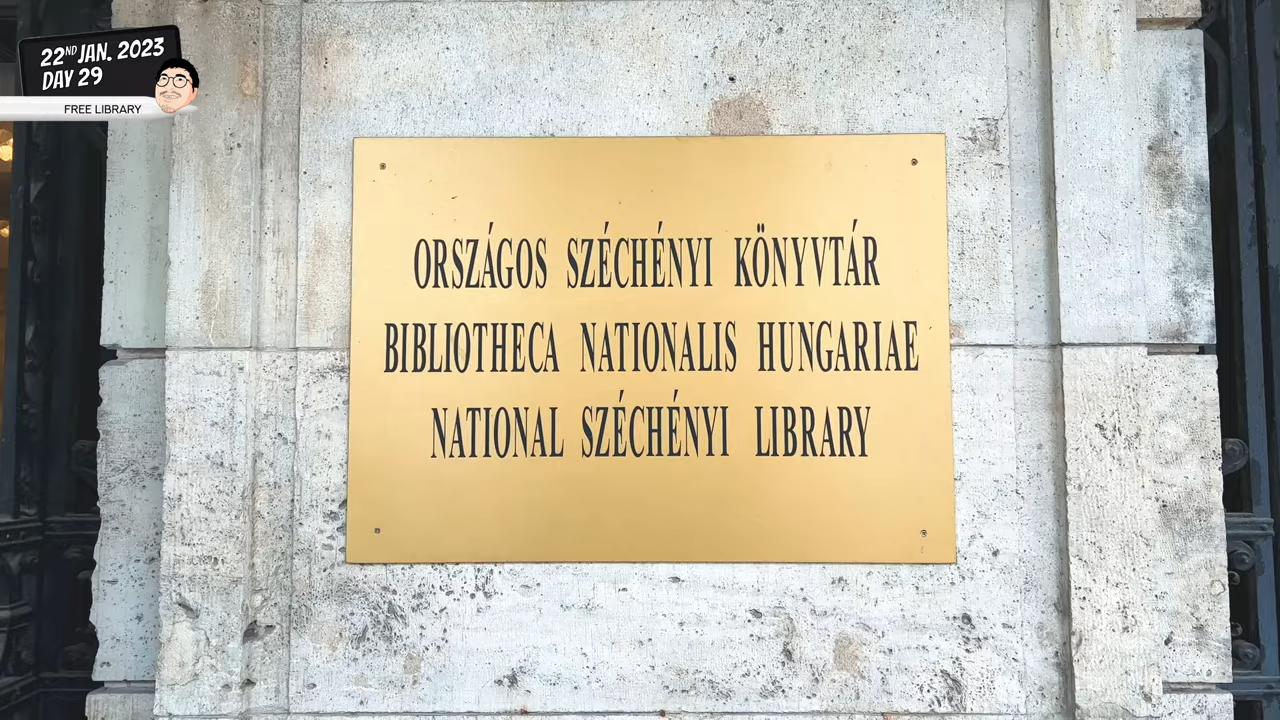 22ND JAN. 2023
DAY 29
FREE LIBRARY
ORSZÁGOS SZÉCHÉNYI KÖNYVTÁR
BIBLIOTHECA NATIONALIS HUNGARIAE
NATIONAL SZÉCHÉNYI LIBRARY